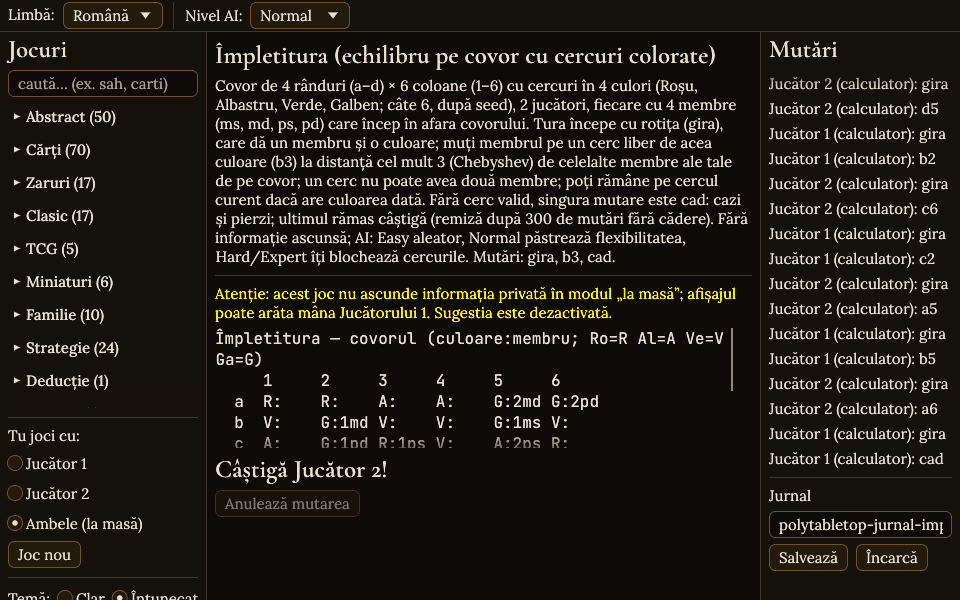 Limbă: Română ▼ Nivel AI: Normal ▼
Jocuri
caută... (ex. sah, carti)
▸ Abstract (50)
▸ Cărți (70)
▸ Zaruri (17)
▸ Clasic (17)
▸ TCG (5)
▸ Miniaturi (6)
▸ Familie (10)
▸ Strategie (24)
▸ Deducție (1)
Tu joci cu:
Jucător 1
Jucător 2
Ambele (la masă)
Joc nou
Temă: Clar Întunecat
Împletitura (echilibru pe covor cu cercuri colorate)
Covor de 4 rânduri (a–d) × 6 coloane (1–6) cu cercuri în 4 culori (Roșu,
Albastru, Verde, Galben; câte 6, după seed), 2 jucători, fiecare cu 4 membre
(ms, md, ps, pd) care încep în afara covorului. Tura începe cu rotița (gira),
care dă un membru și o culoare; muți membrul pe un cerc liber de acea
culoare (b3) la distanță cel mult 3 (Chebyshev) de celelalte membre ale tale
de pe covor; un cerc nu poate avea două membre; poți rămâne pe cercul
curent dacă are culoarea dată. Fără cerc valid, singura mutare este cad: cazi
și pierzi; ultimul rămas câștigă (remiză după 300 de mutări fără cădere). Fără
informație ascunsă; AI: Easy aleator, Normal păstrează flexibilitatea,
Hard/Expert îți blochează cercurile. Mutări: gira, b3, cad.
Atenție: acest joc nu ascunde informația privată în modul „la masă”; afișajul
poate arăta mâna Jucătorului 1. Sugestia este dezactivată.
Împletitura — covorul (culoare:membru; Ro=R Al=A Ve=V
Ga=G)
1 2 3 4 5 6
a R: R: A: A: G:2md G:2pd
b V: G:1md V: V: G:1ms V:
c A: G:1pd R:1ps V: A:2ps R:
Câștigă Jucător 2!
Anulează mutarea
Mutări
Jucător 2 (calculator): gira
Jucător 2 (calculator): d5
Jucător 1 (calculator): gira
Jucător 1 (calculator): b2
Jucător 2 (calculator): gira
Jucător 2 (calculator): c6
Jucător 1 (calculator): gira
Jucător 1 (calculator): c2
Jucător 2 (calculator): gira
Jucător 2 (calculator): a5
Jucător 1 (calculator): gira
Jucător 1 (calculator): b5
Jucător 2 (calculator): gira
Jucător 2 (calculator): a6
Jucător 1 (calculator): gira
Jucător 1 (calculator): cad
Jurnal
polytabletop-jurnal-imp
Salvează Încarcă